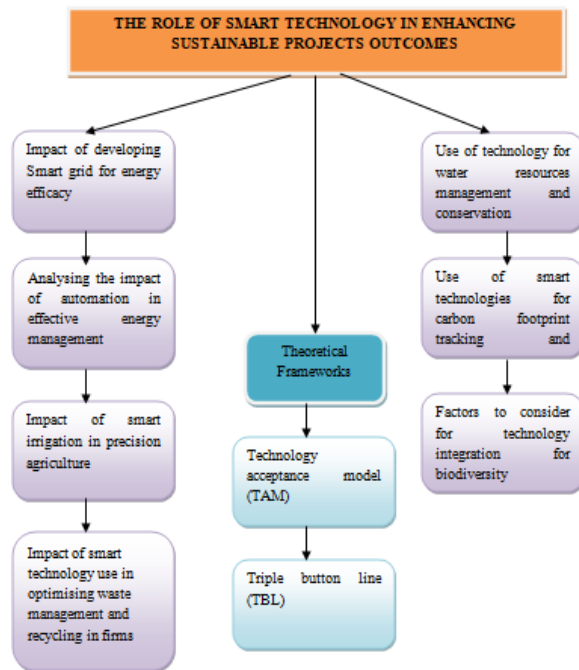 THE ROLE OF SMART TECHNOLOGY IN ENHANCING
SUSTAINABLE PROJECTS OUTCOMES
Impact of developing
Smart grid for energy
efficacy
Analysing the impact
of automation in
effective energy
management
Impact of smart
irrigation in precision
agriculture
Impact of smart
technology use in
optimising waste
management and
recycling in firms
Theoretical
Frameworks
Technology
acceptance model
(TAM)
Triple button line
(TBL)
Use of technology for
water resources
management and
conservation
Use of smart
technologies for
carbon footprint
tracking and
Factors to consider
for technology
integration for
biodiversity